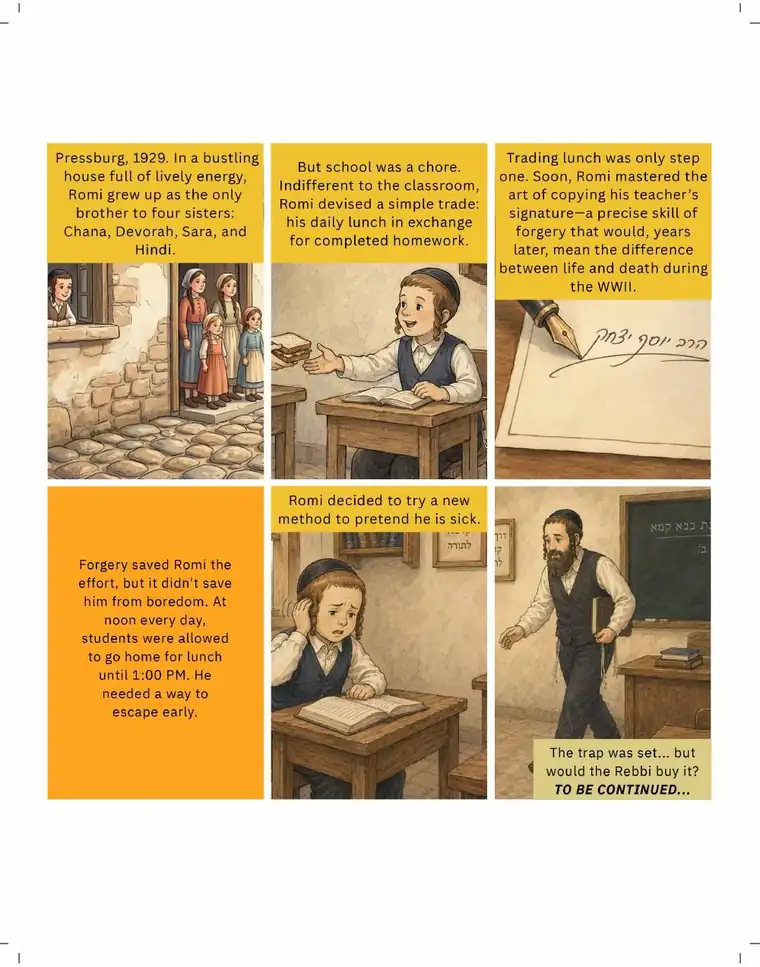 Pressburg, 1929. In a bustling
house full of lively energy,
Romi grew up as the only
brother to four sisters:
Chana, Devorah, Sara, and
Hindi.
But school was a chore.
Indifferent to the classroom,
Romi devised a simple trade:
his daily lunch in exchange
for completed homework.
Trading lunch was only step
one. Soon, Romi mastered the
art of copying his teacher’s
signature—a precise skill of
forgery that would, years
later, mean the difference
between life and death during
the WWII.
הרב יוסף יצחק
Forgery saved Romi the
effort, but it didn't save
him from boredom. At
noon every day,
students were allowed
to go home for lunch
until 1:00 PM. He
needed a way to
escape early.
Romi decided to try a new
method to pretend he is sick.
לתורה
דרך
בבא קמא
ב'
The trap was set... but
would the Rebbi buy it?
TO BE CONTINUED...